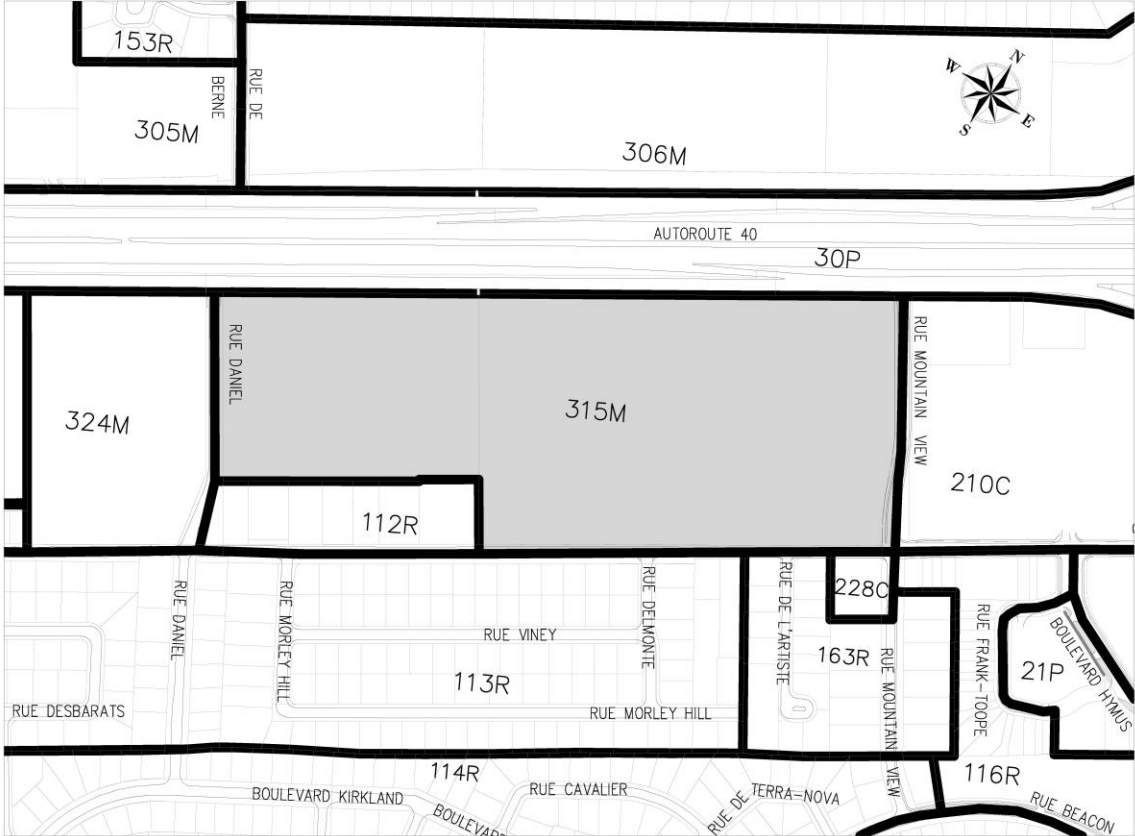 153R
RUE DE
BERNE
N
W
E
S
305M
306M
AUTOROUTE 40
30P
RUE DANIEL
RUE MOUNTAIN VIEW
324M
315M
210C
112R
RUE DANIEL
RUE MORLEY HILL
RUE DELMONTE
RUE DE L'ARTISTE
228C
RUE VINEY
RUE FRANK-TOOPE
BOULEVARD HYMUS
163R
RUE MOUNTAIN VIEW
21P
113R
RUE DESBARATS
RUE MORLEY HILL
114R
116R
BOULEVARD KIRKLAND
RUE CAVALIER
RUE DE TERRA-NOVA
RUE BEACON
BOULEVARD